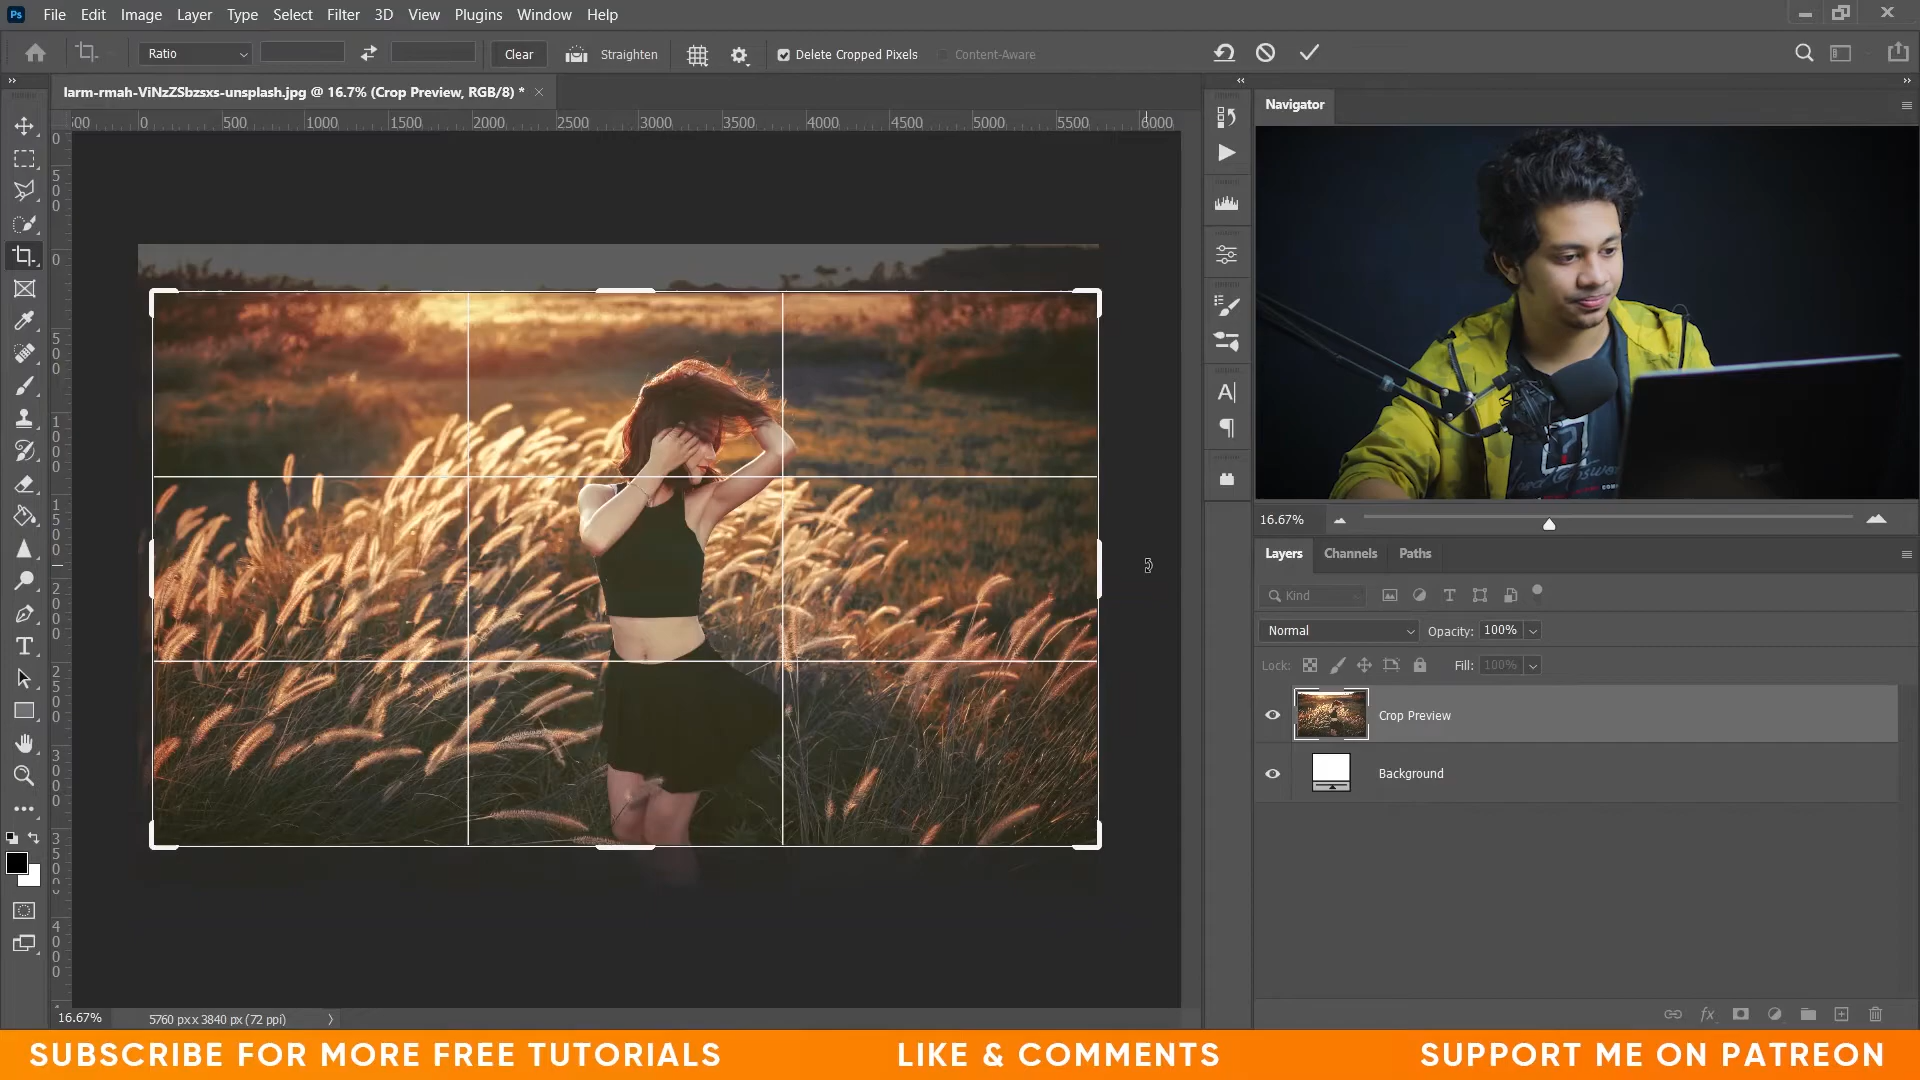 Ps File Edit Image Layer Type Select Filter 3D View Plugins Window Help
Ratio Clear Straighten Delete Cropped Pixels Content-Aware
larm-rmah-ViNzZSbzsxs-unsplash.jpg @ 16.7% (Crop Preview, RGB/8) *
500 0 500 1000 1500 2000 2500 3000 3500 4000 4500 5000 5500 6000
Navigator
16.67%
Layers Channels Paths
Kind
Normal Opacity: 100%
Lock: Fill: 100%
Crop Preview
Background
16.67% 5760 px x 3840 px (72 ppi)
SUBSCRIBE FOR MORE FREE TUTORIALS LIKE & COMMENTS SUPPORT ME ON PATREON